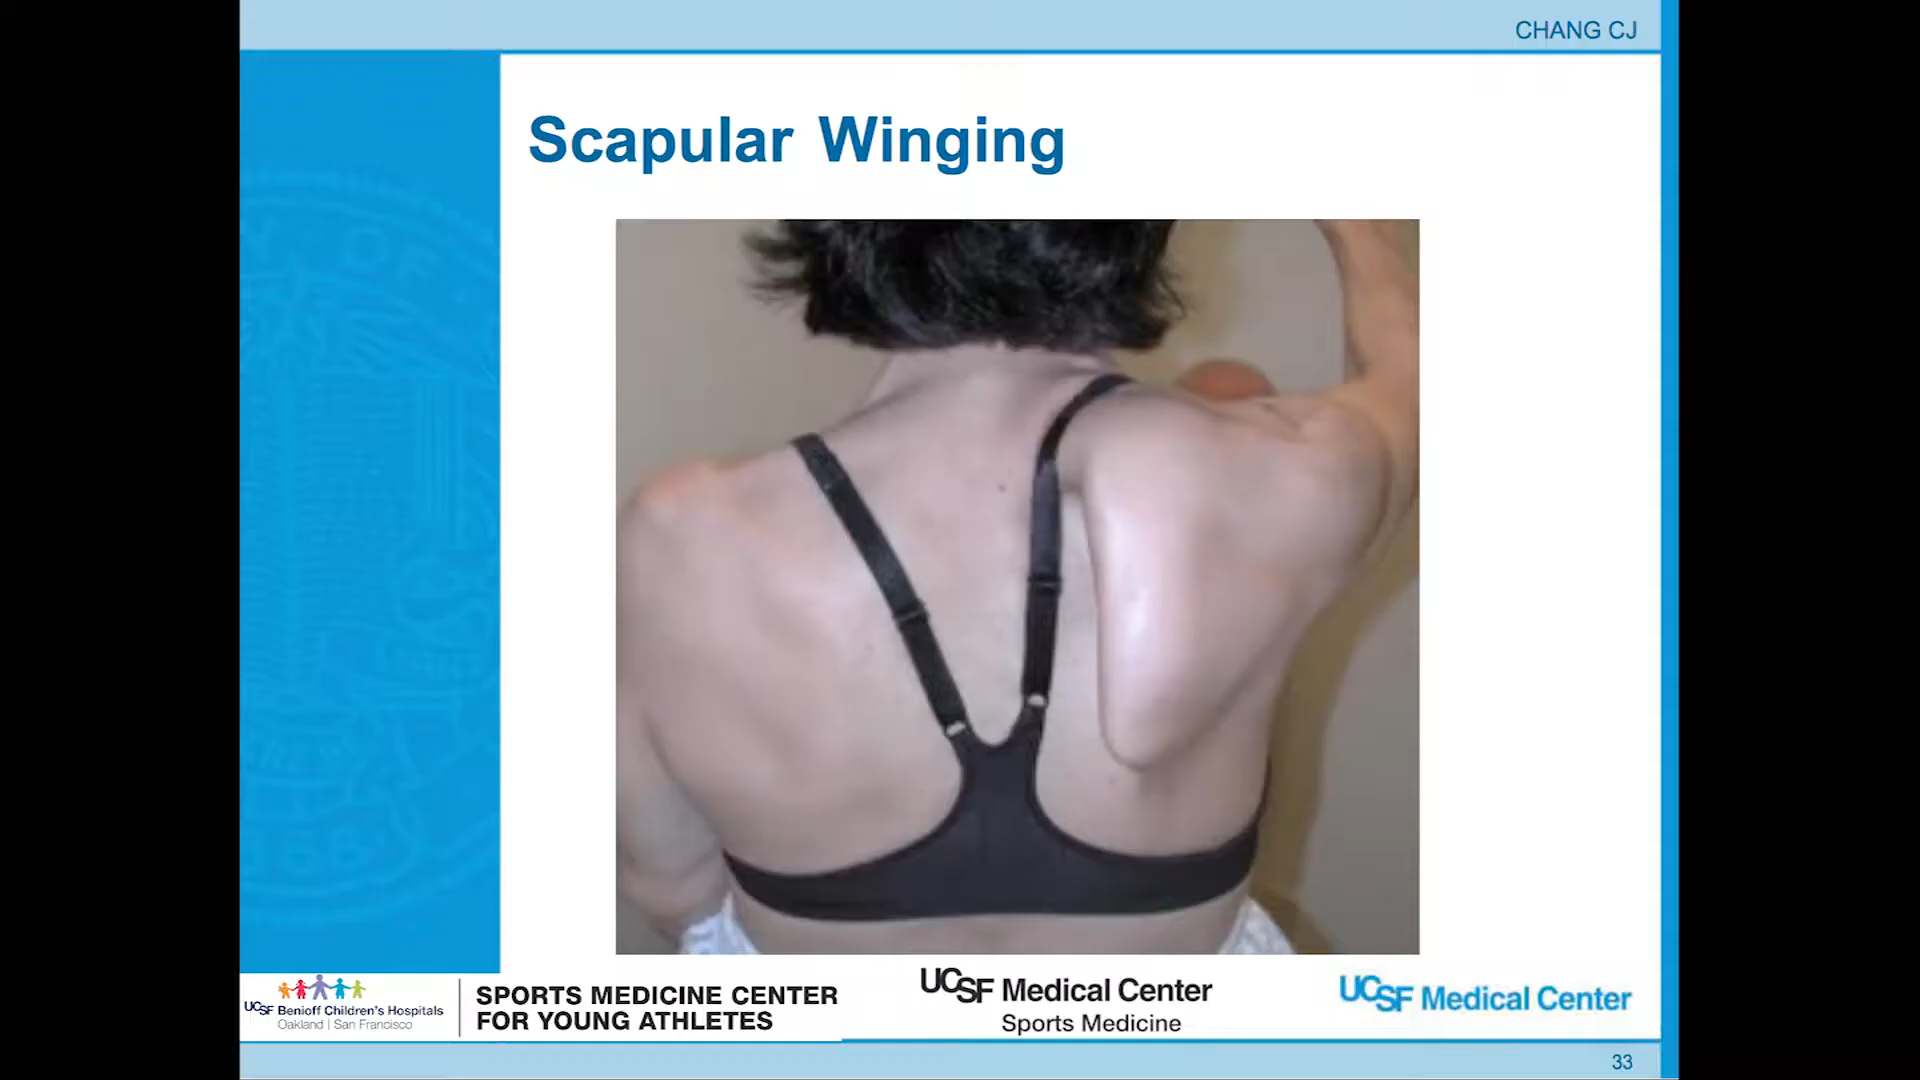 CHANG CJ
Scapular Winging
UCSF Benioff Children's Hospitals
Oakland | San Francisco
SPORTS MEDICINE CENTER
FOR YOUNG ATHLETES
UCSF Medical Center
Sports Medicine
UCSF Medical Center
33